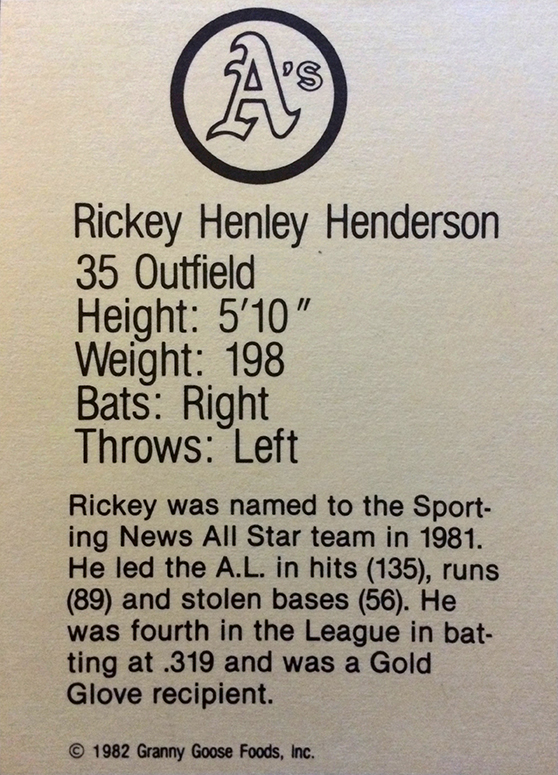 A's
Rickey Henley Henderson
35 Outfield
Height: 5'10"
Weight: 198
Bats: Right
Throws: Left
Rickey was named to the Sport-
ing News All Star team in 1981.
He led the A.L. in hits (135), runs
(89) and stolen bases (56). He
was fourth in the League in bat-
ting at .319 and was a Gold
Glove recipient.
© 1982 Granny Goose Foods, Inc.